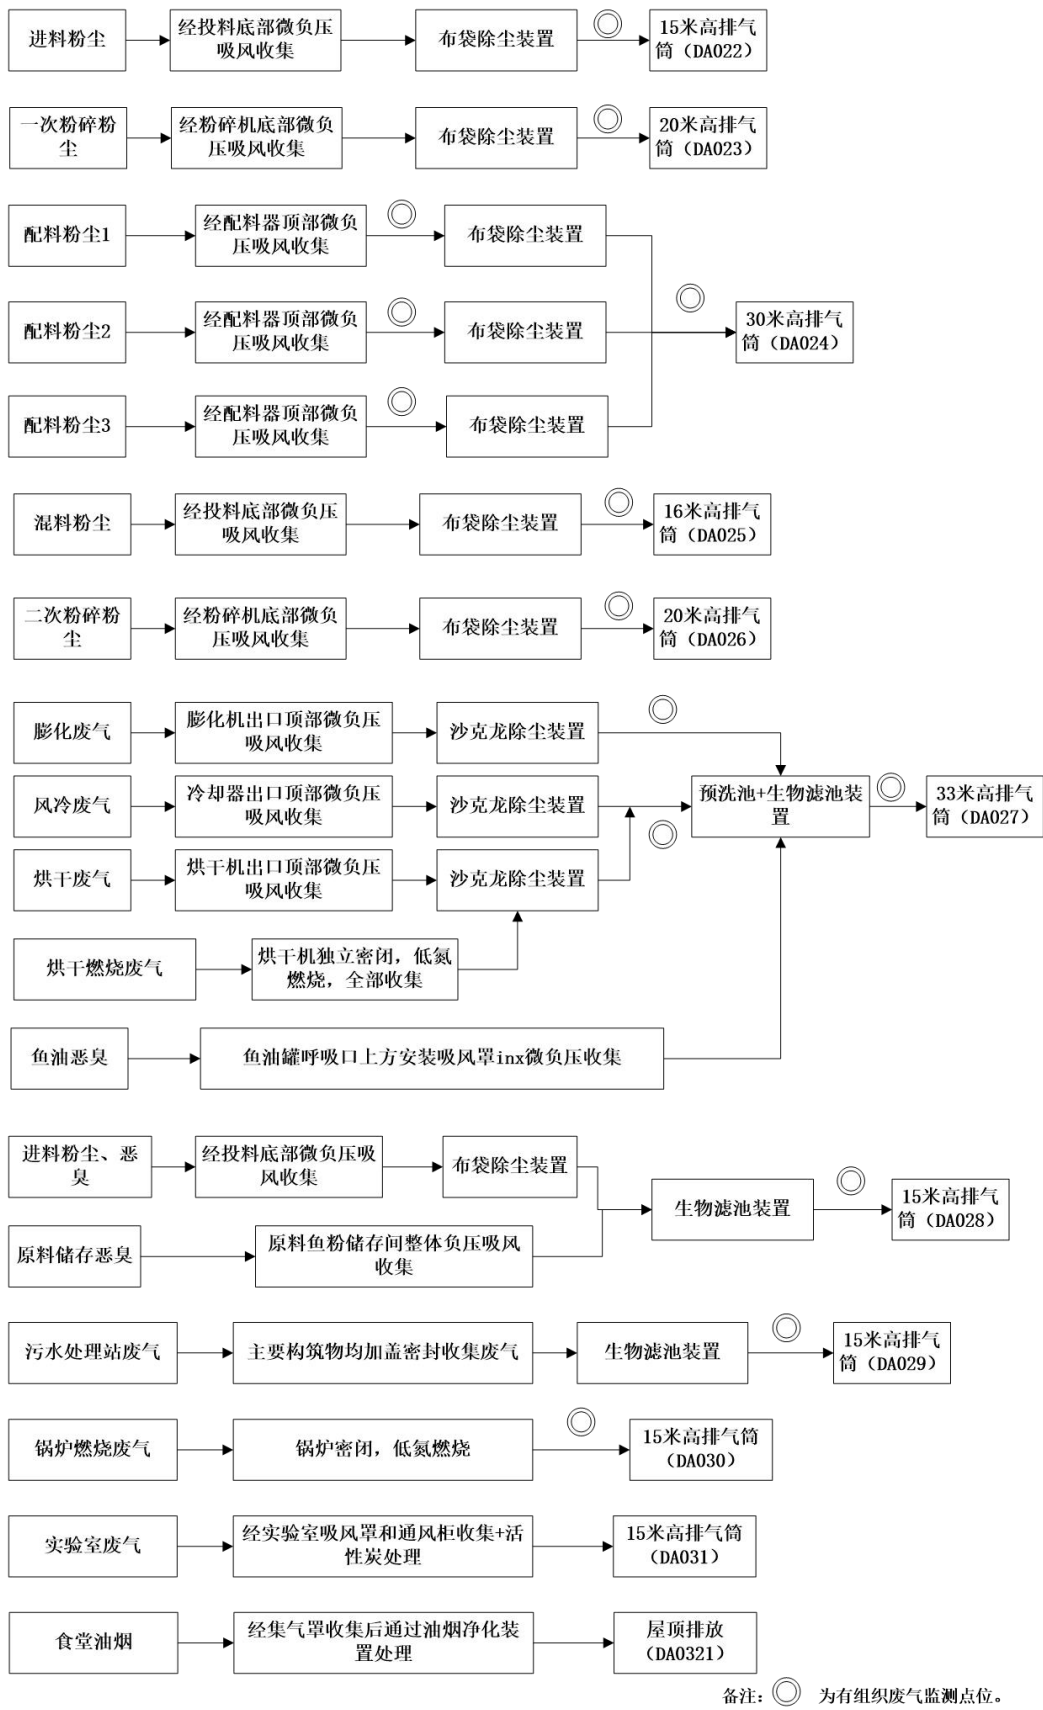 进料粉尘
经投料底部微负压
吸风收集
布袋除尘装置
15米高排气
筒（DA022）
一次粉碎粉
尘
经粉碎机底部微负
压吸风收集
布袋除尘装置
20米高排气
筒（DA023）
配料粉尘1
经配料器顶部微负
压吸风收集
布袋除尘装置
配料粉尘2
经配料器顶部微负
压吸风收集
布袋除尘装置
30米高排气
筒（DA024）
配料粉尘3
经配料器顶部微负
压吸风收集
布袋除尘装置
混料粉尘
经投料底部微负压
吸风收集
布袋除尘装置
16米高排气
筒（DA025）
二次粉碎粉
尘
经粉碎机底部微负
压吸风收集
布袋除尘装置
20米高排气
筒（DA026）
膨化废气
膨化机出口顶部微负压
吸风收集
沙克龙除尘装置
风冷废气
冷却器出口顶部微负压
吸风收集
沙克龙除尘装置
预洗池+生物滤池装
置
33米高排气
筒（DA027）
烘干废气
烘干机出口顶部微负压
吸风收集
沙克龙除尘装置
烘干燃烧废气
烘干机独立密闭，低氮
燃烧，全部收集
鱼油恶臭
鱼油罐呼吸口上方安装吸风罩inx微负压收集
进料粉尘、恶
臭
经投料底部微负压吸
风收集
布袋除尘装置
生物滤池装置
15米高排气
筒（DA028）
原料储存恶臭
原料鱼粉储存间整体负压吸风
收集
污水处理站废气
主要构筑物均加盖密封收集废气
生物滤池装置
15米高排气
筒（DA029）
锅炉燃烧废气
锅炉密闭，低氮燃烧
15米高排气筒
（DA030）
实验室废气
经实验室吸风罩和通风柜收集+活
性炭处理
15米高排气筒
（DA031）
食堂油烟
经集气罩收集后通过油烟净化装
置处理
屋顶排放
（DA0321）
备注： 为有组织废气监测点位。